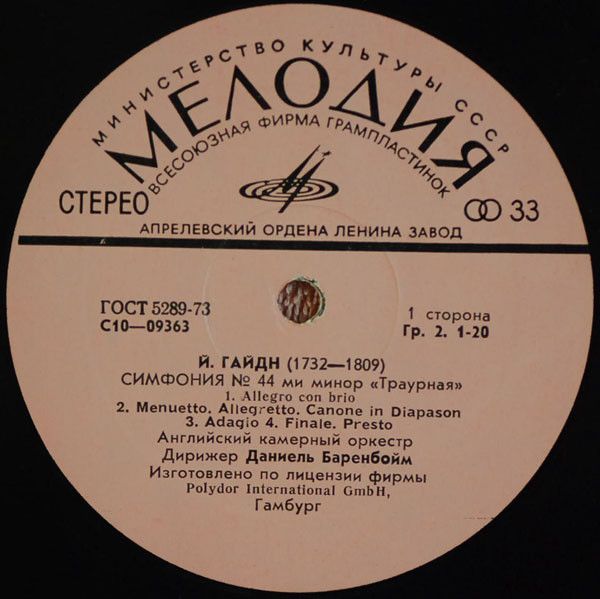 МИНИСТЕРСТВО КУЛЬТУРЫ СССР
МЕЛОДИЯ
ВСЕСОЮЗНАЯ ФИРМА ГРАМПЛАСТИНОК
СТЕРЕО
33
АПРЕЛЕВСКИЙ ОРДЕНА ЛЕНИНА ЗАВОД
ГОСТ 5289-73
С10—09363
1 сторона
Гр. 2. 1-20
Й. ГАЙДН (1732—1809)
СИМФОНИЯ № 44 ми минор «Траурная»
1. Allegro con brio
2. Menuetto. Allegretto. Canone in Diapason
3. Adagio 4. Finale. Presto
Английский камерный оркестр
Дирижер Даниель Баренбойм
Изготовлено по лицензии фирмы
Polydor International GmbH,
Гамбург